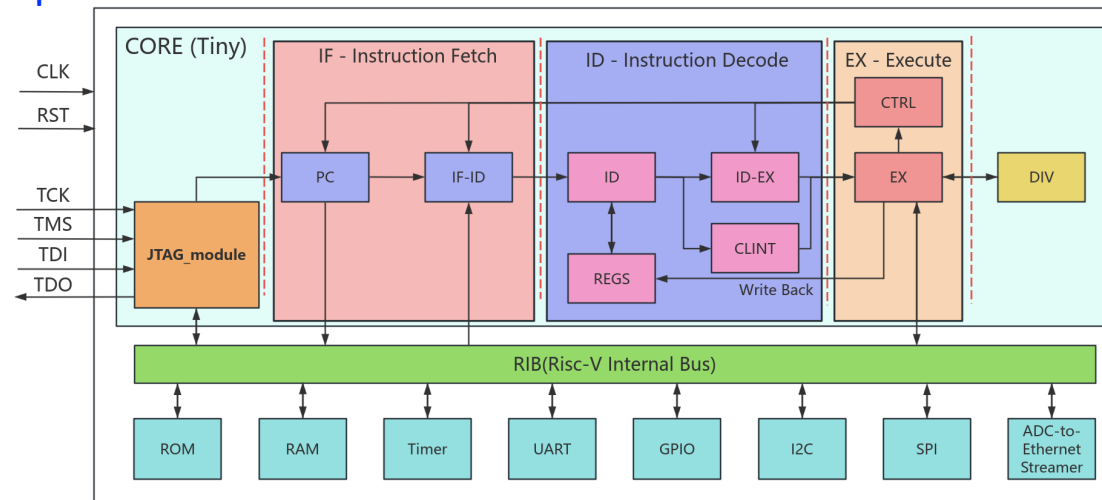 CORE (Tiny)
IF - Instruction Fetch
ID - Instruction Decode
EX - Execute
CLK
RST
TCK
TMS
TDI
TDO
JTAG_module
PC
IF-ID
ID
ID-EX
CTRL
EX
DIV
REGS
CLINT
Write Back
RIB(Risc-V Internal Bus)
ROM
RAM
Timer
UART
GPIO
I2C
SPI
ADC-to-
Ethernet
Streamer